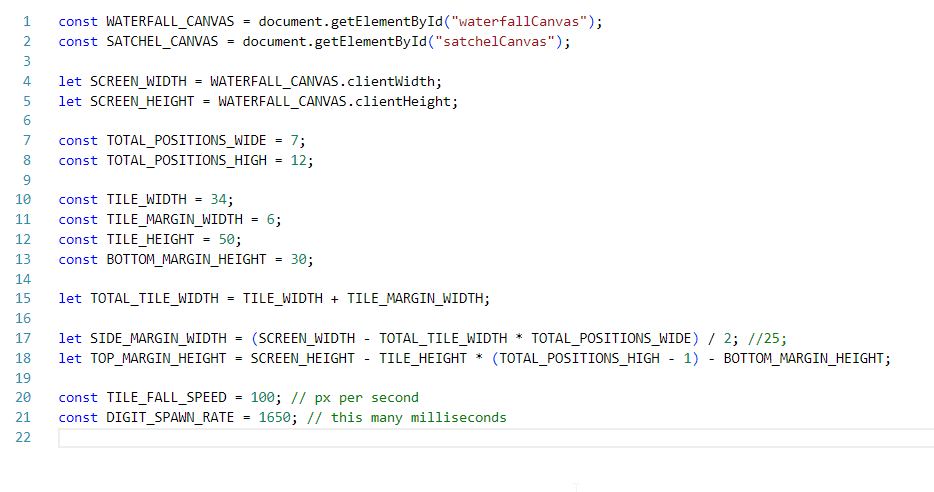 1 const WATERFALL_CANVAS = document.getElementById("waterfallCanvas");
2 const SATCHEL_CANVAS = document.getElementById("satchelCanvas");
3
4 let SCREEN_WIDTH = WATERFALL_CANVAS.clientWidth;
5 let SCREEN_HEIGHT = WATERFALL_CANVAS.clientHeight;
6
7 const TOTAL_POSITIONS_WIDE = 7;
8 const TOTAL_POSITIONS_HIGH = 12;
9
10 const TILE_WIDTH = 34;
11 const TILE_MARGIN_WIDTH = 6;
12 const TILE_HEIGHT = 50;
13 const BOTTOM_MARGIN_HEIGHT = 30;
14
15 let TOTAL_TILE_WIDTH = TILE_WIDTH + TILE_MARGIN_WIDTH;
16
17 let SIDE_MARGIN_WIDTH = (SCREEN_WIDTH - TOTAL_TILE_WIDTH * TOTAL_POSITIONS_WIDE) / 2; //25;
18 let TOP_MARGIN_HEIGHT = SCREEN_HEIGHT - TILE_HEIGHT * (TOTAL_POSITIONS_HIGH - 1) - BOTTOM_MARGIN_HEIGHT;
19
20 const TILE_FALL_SPEED = 100; // px per second
21 const DIGIT_SPAWN_RATE = 1650; // this many milliseconds
22